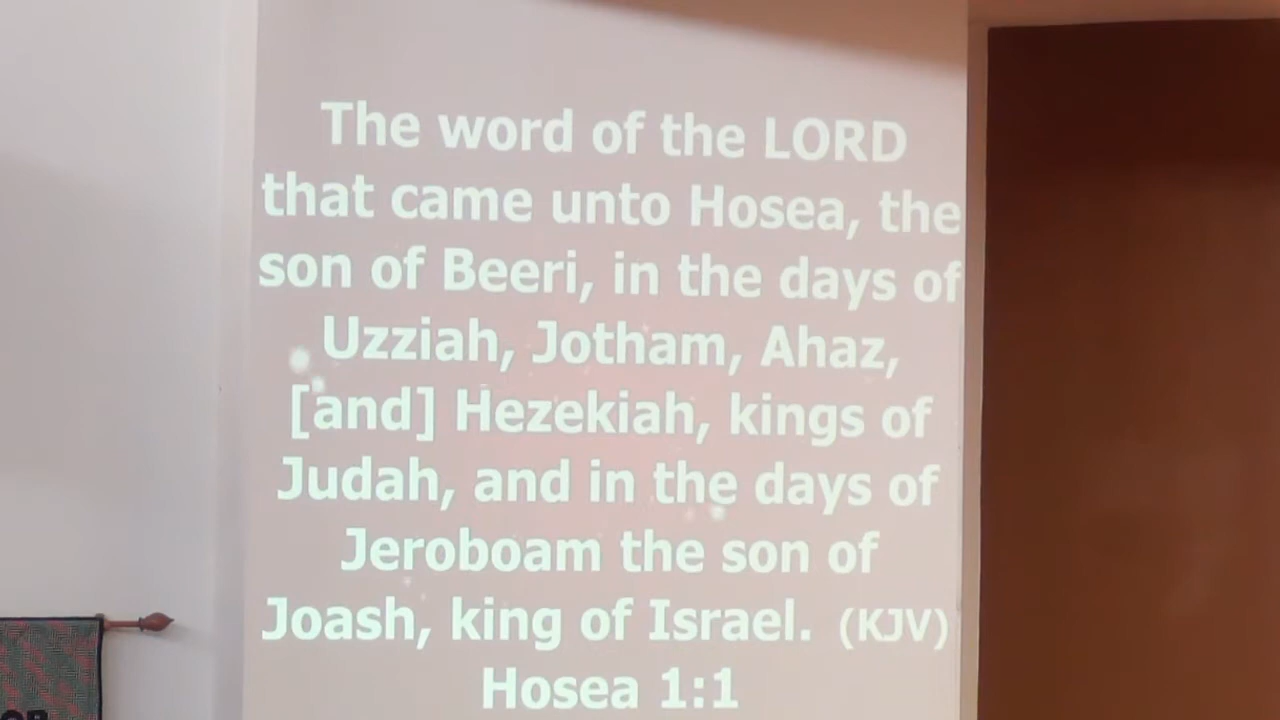 The word of the LORD
that came unto Hosea, the
son of Beeri, in the days of
Uzziah, Jotham, Ahaz,
[and] Hezekiah, kings of
Judah, and in the days of
Jeroboam the son of
Joash, king of Israel. (KJV)
Hosea 1:1